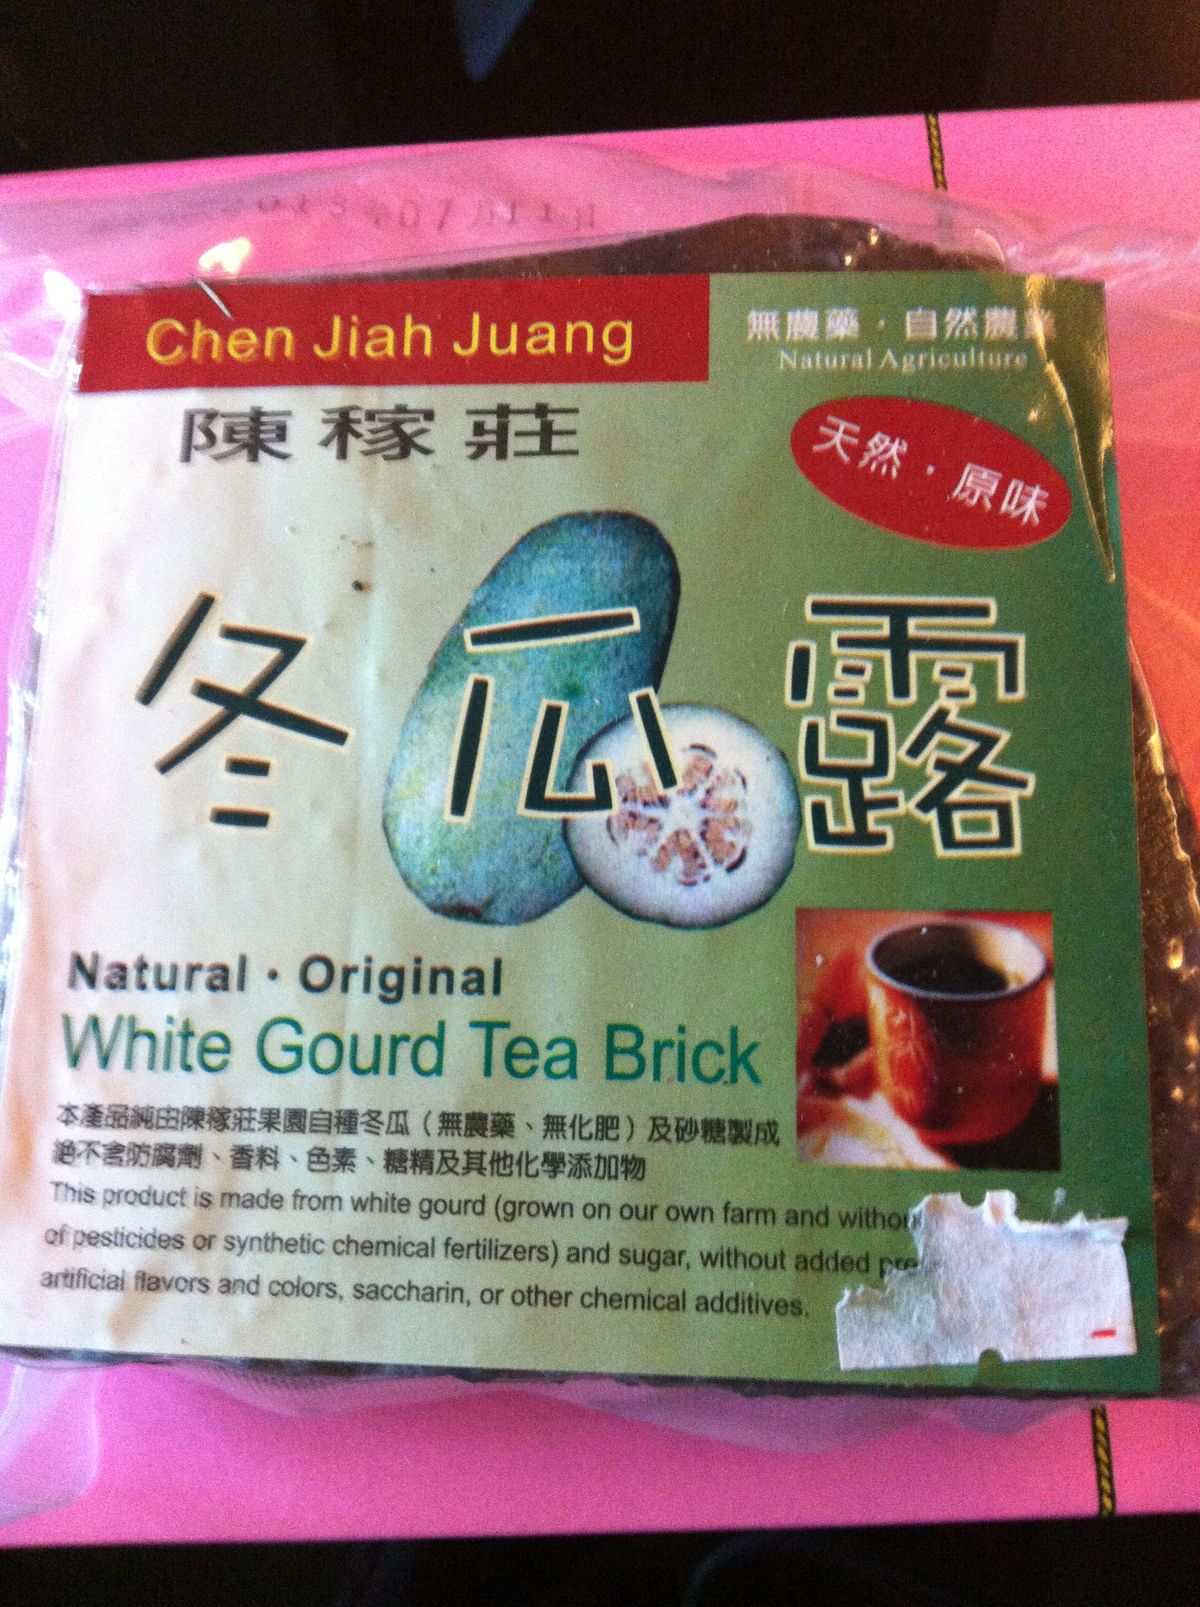 Chen Jiah Juang
無農藥·自然農業
Natural Agriculture
陳稼莊
天然·原味
冬瓜露
Natural · Original
White Gourd Tea Brick
本產品純由陳稼莊果園自種冬瓜（無農藥、無化肥）及砂糖製成
絕不含防腐劑、香料、色素、糖精及其他化學添加物
This product is made from white gourd (grown on our own farm and
of pesticides or synthetic chemical fertilizers) and sugar, without added
artificial flavors and colors, saccharin, or other chemical additives.